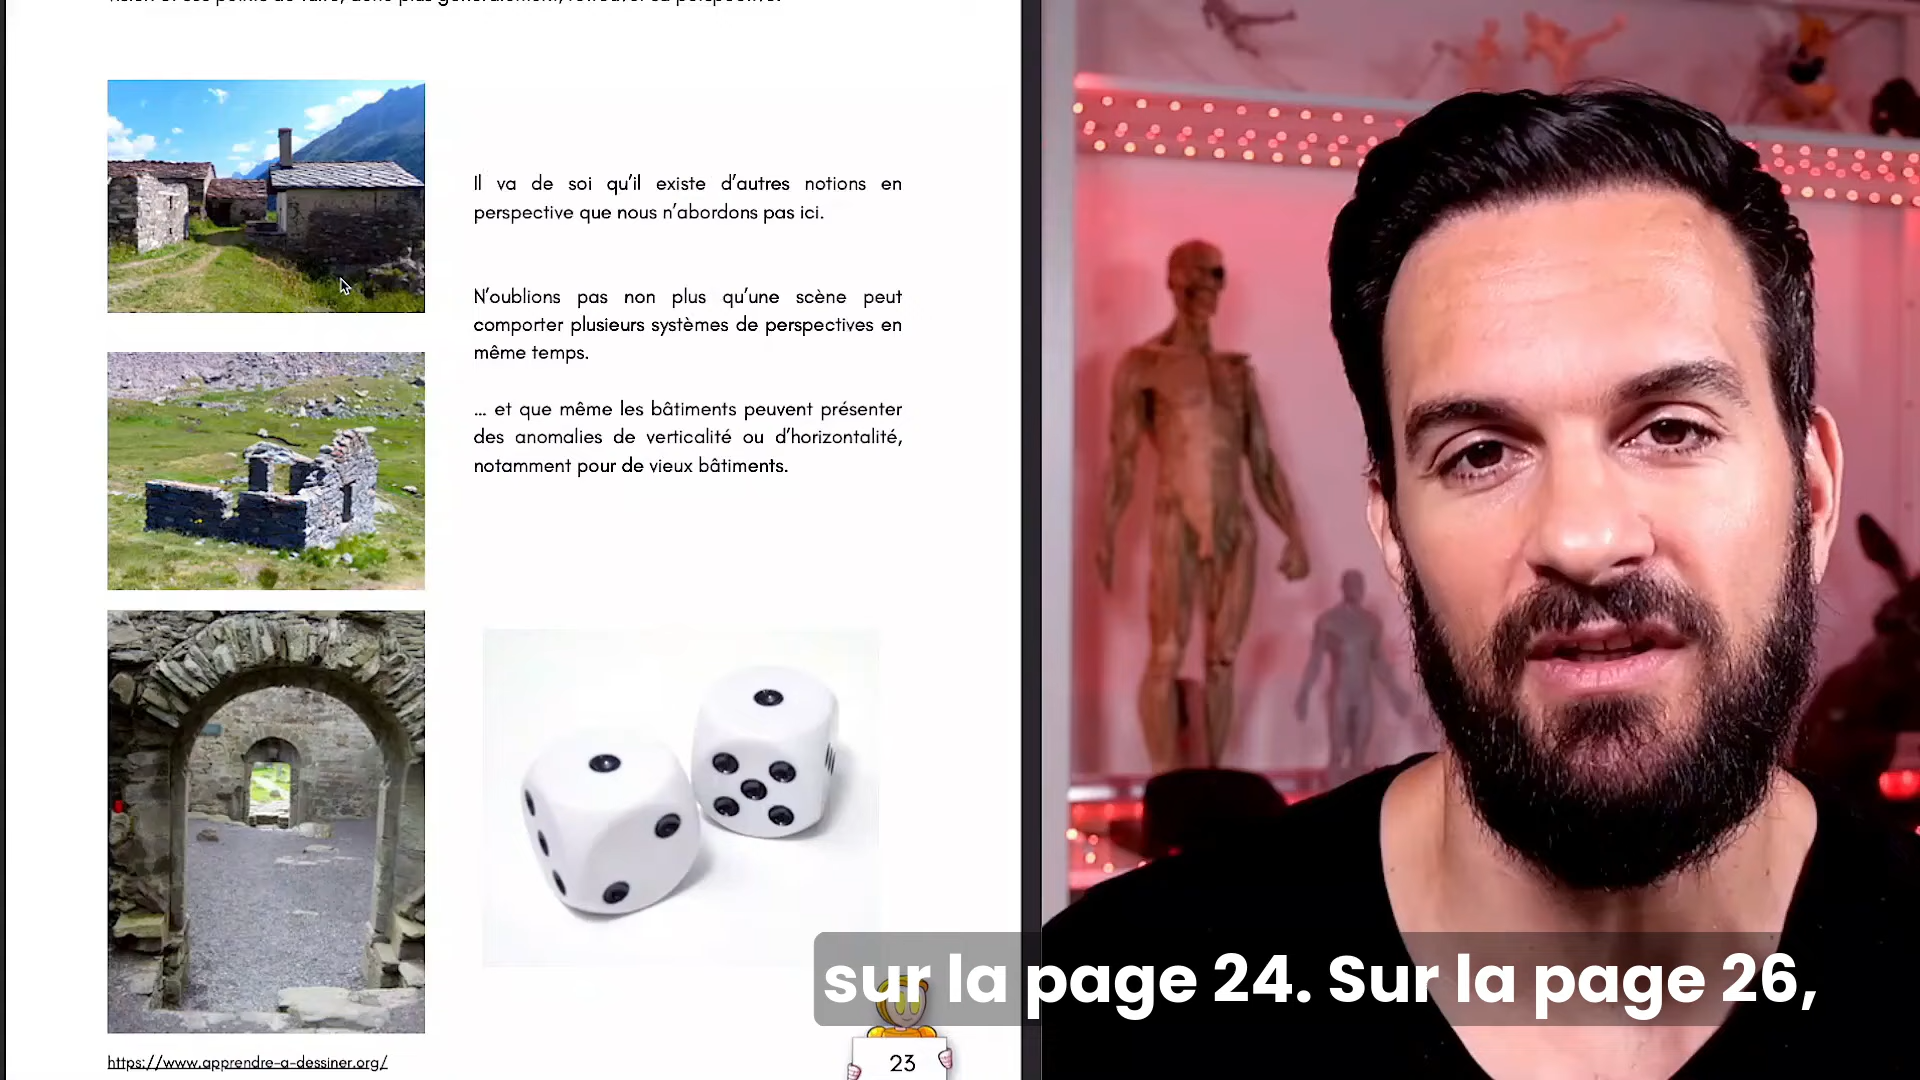 Il va de soi qu'il existe d'autres notions en
perspective que nous n'abordons pas ici.
N'oublions pas non plus qu'une scène peut
comporter plusieurs systèmes de perspectives en
même temps.
... et que même les bâtiments peuvent présenter
des anomalies de verticalité ou d'horizontalité,
notamment pour de vieux bâtiments.
sur la page 24. Sur la page 26,
https://www.apprendre-a-dessiner.org/
23